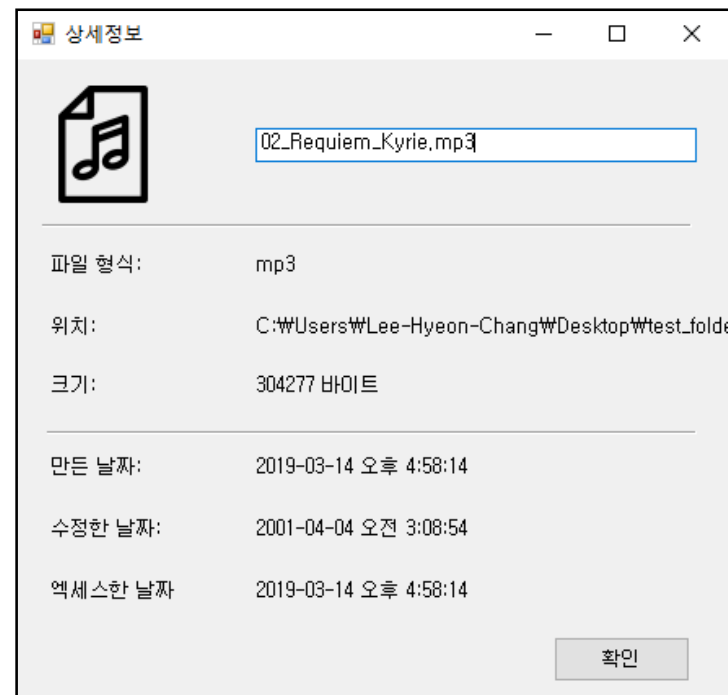 상세정보
02_Requiem_Kyrie.mp3
파일 형식: mp3
위치: C:₩Users₩Lee-Hyeon-Chang₩Desktop₩test_folde
크기: 304277 바이트
만든 날짜: 2019-03-14 오후 4:58:14
수정한 날짜: 2001-04-04 오전 3:08:54
엑세스한 날짜 2019-03-14 오후 4:58:14
확인